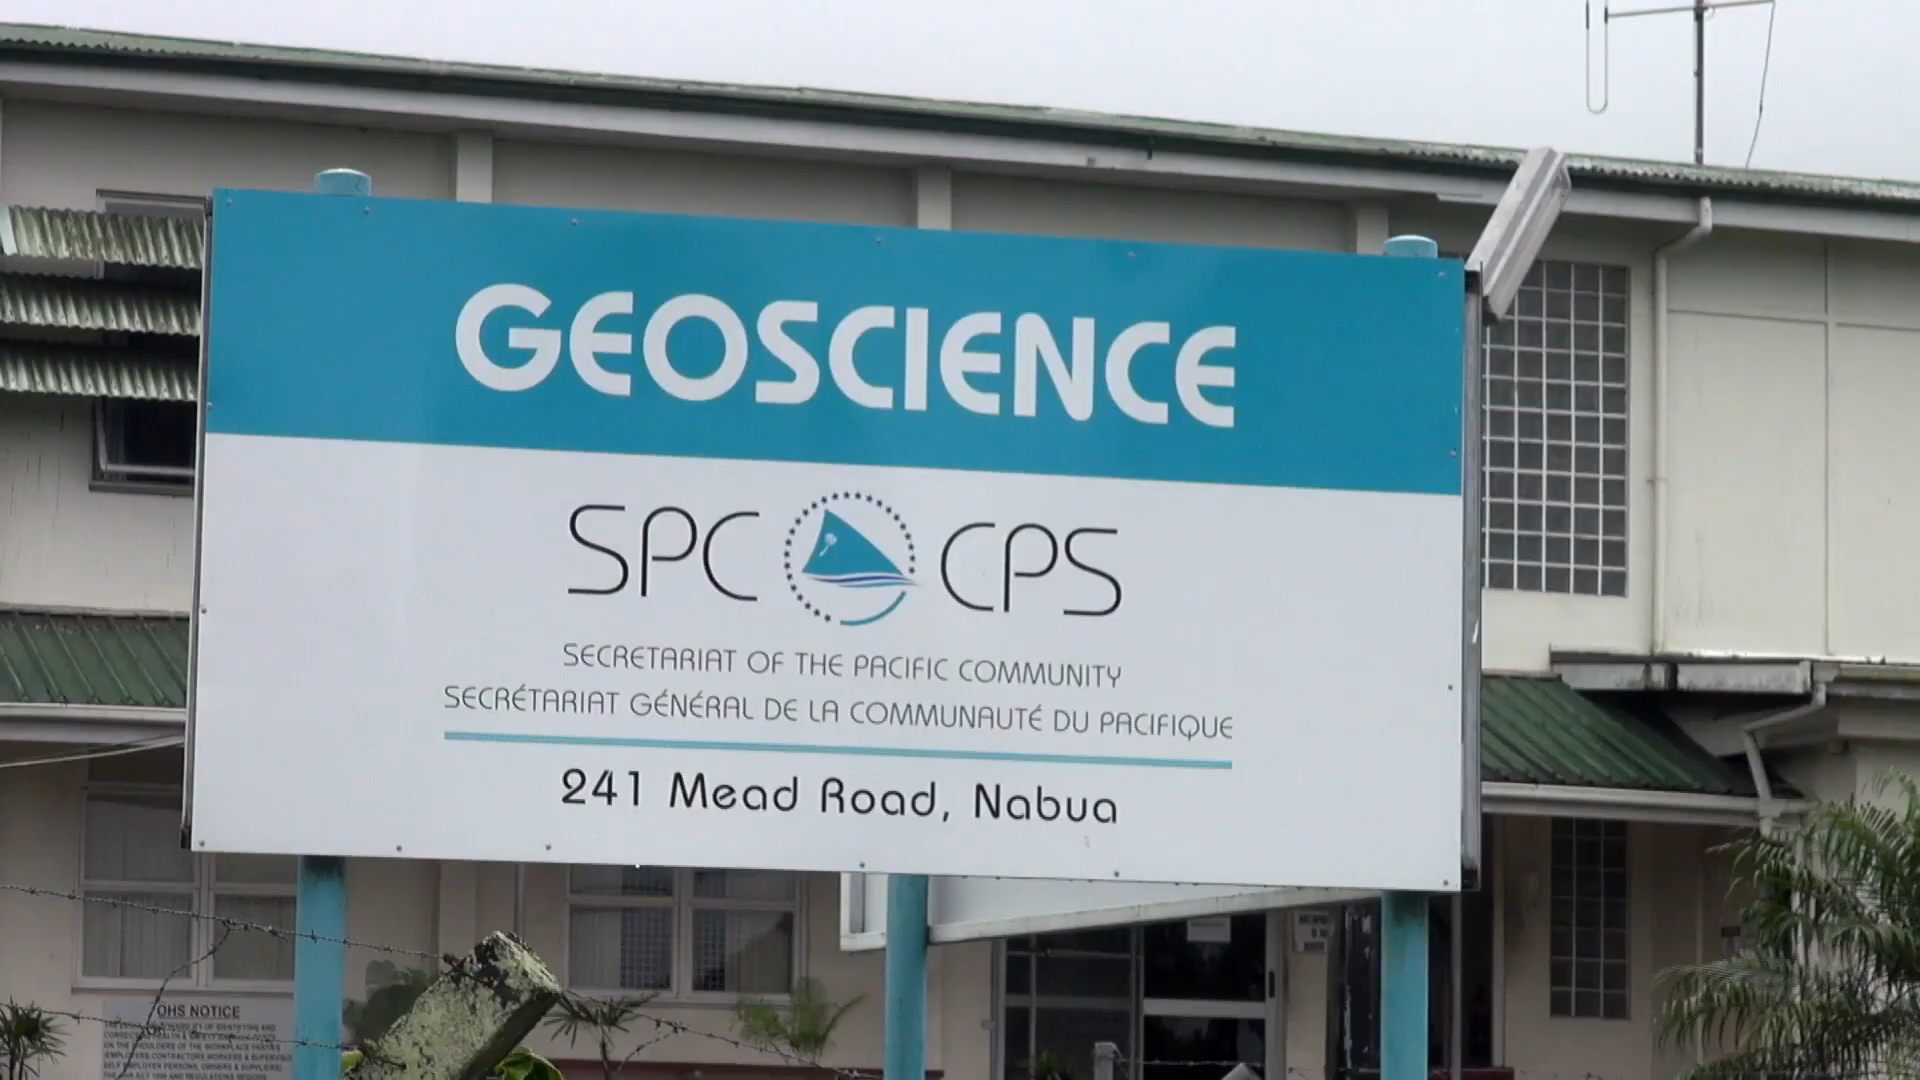 GEOSCIENCE
SPC CPS
SECRETARIAT OF THE PACIFIC COMMUNITY
SECRÉTARIAT GÉNÉRAL DE LA COMMUNAUTÉ DU PACIFIQUE
241 Mead Road, Nabua
OHS NOTICE